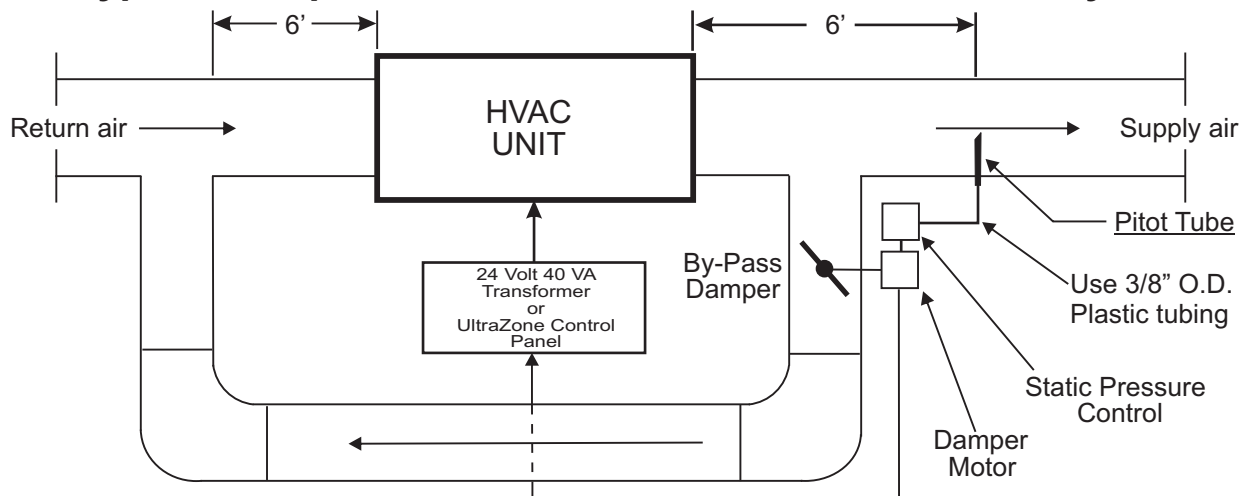 6’
6’
Return air
HVAC
UNIT
Supply air
Pitot Tube
By-Pass
Damper
24 Volt 40 VA
Transformer
or
UltraZone Control
Panel
Use 3/8” O.D.
Plastic tubing
Static Pressure
Control
Damper
Motor